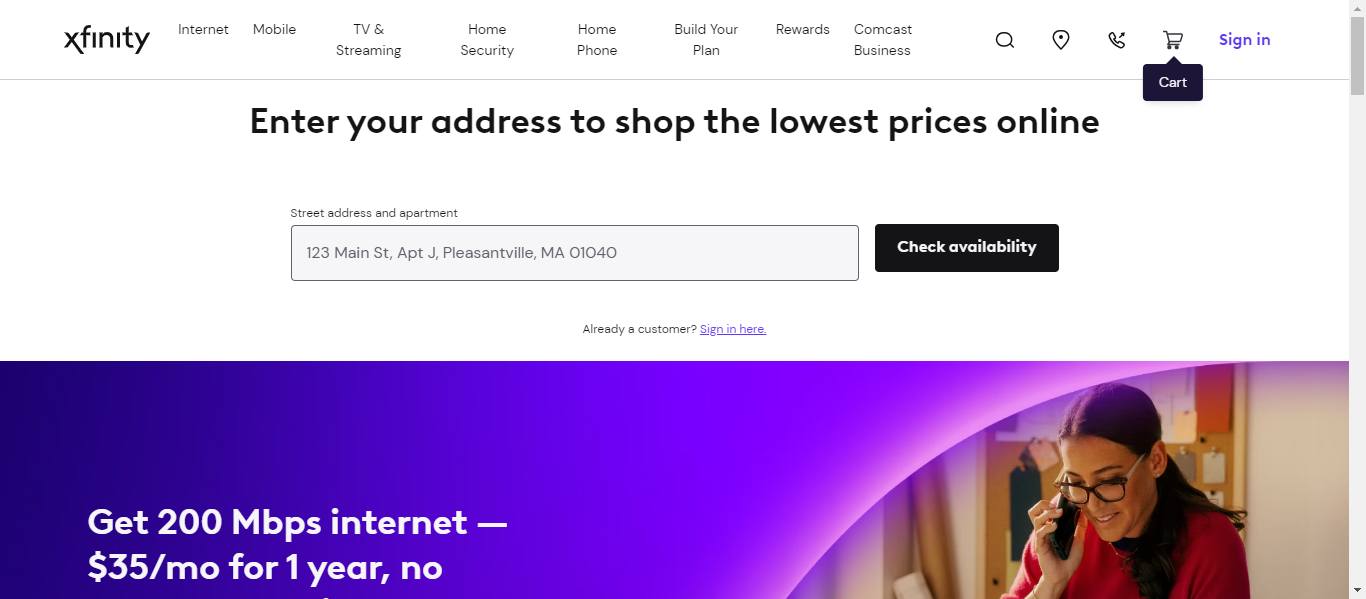 xfinity
Internet
Mobile
TV &
Streaming
Home
Security
Home
Phone
Build Your
Plan
Rewards
Comcast
Business
Sign in
Cart
Enter your address to shop the lowest prices online
Street address and apartment
123 Main St, Apt J, Pleasantville, MA 01040
Check availability
Already a customer? Sign in here.
Get 200 Mbps internet —
$35/mo for 1 year, no